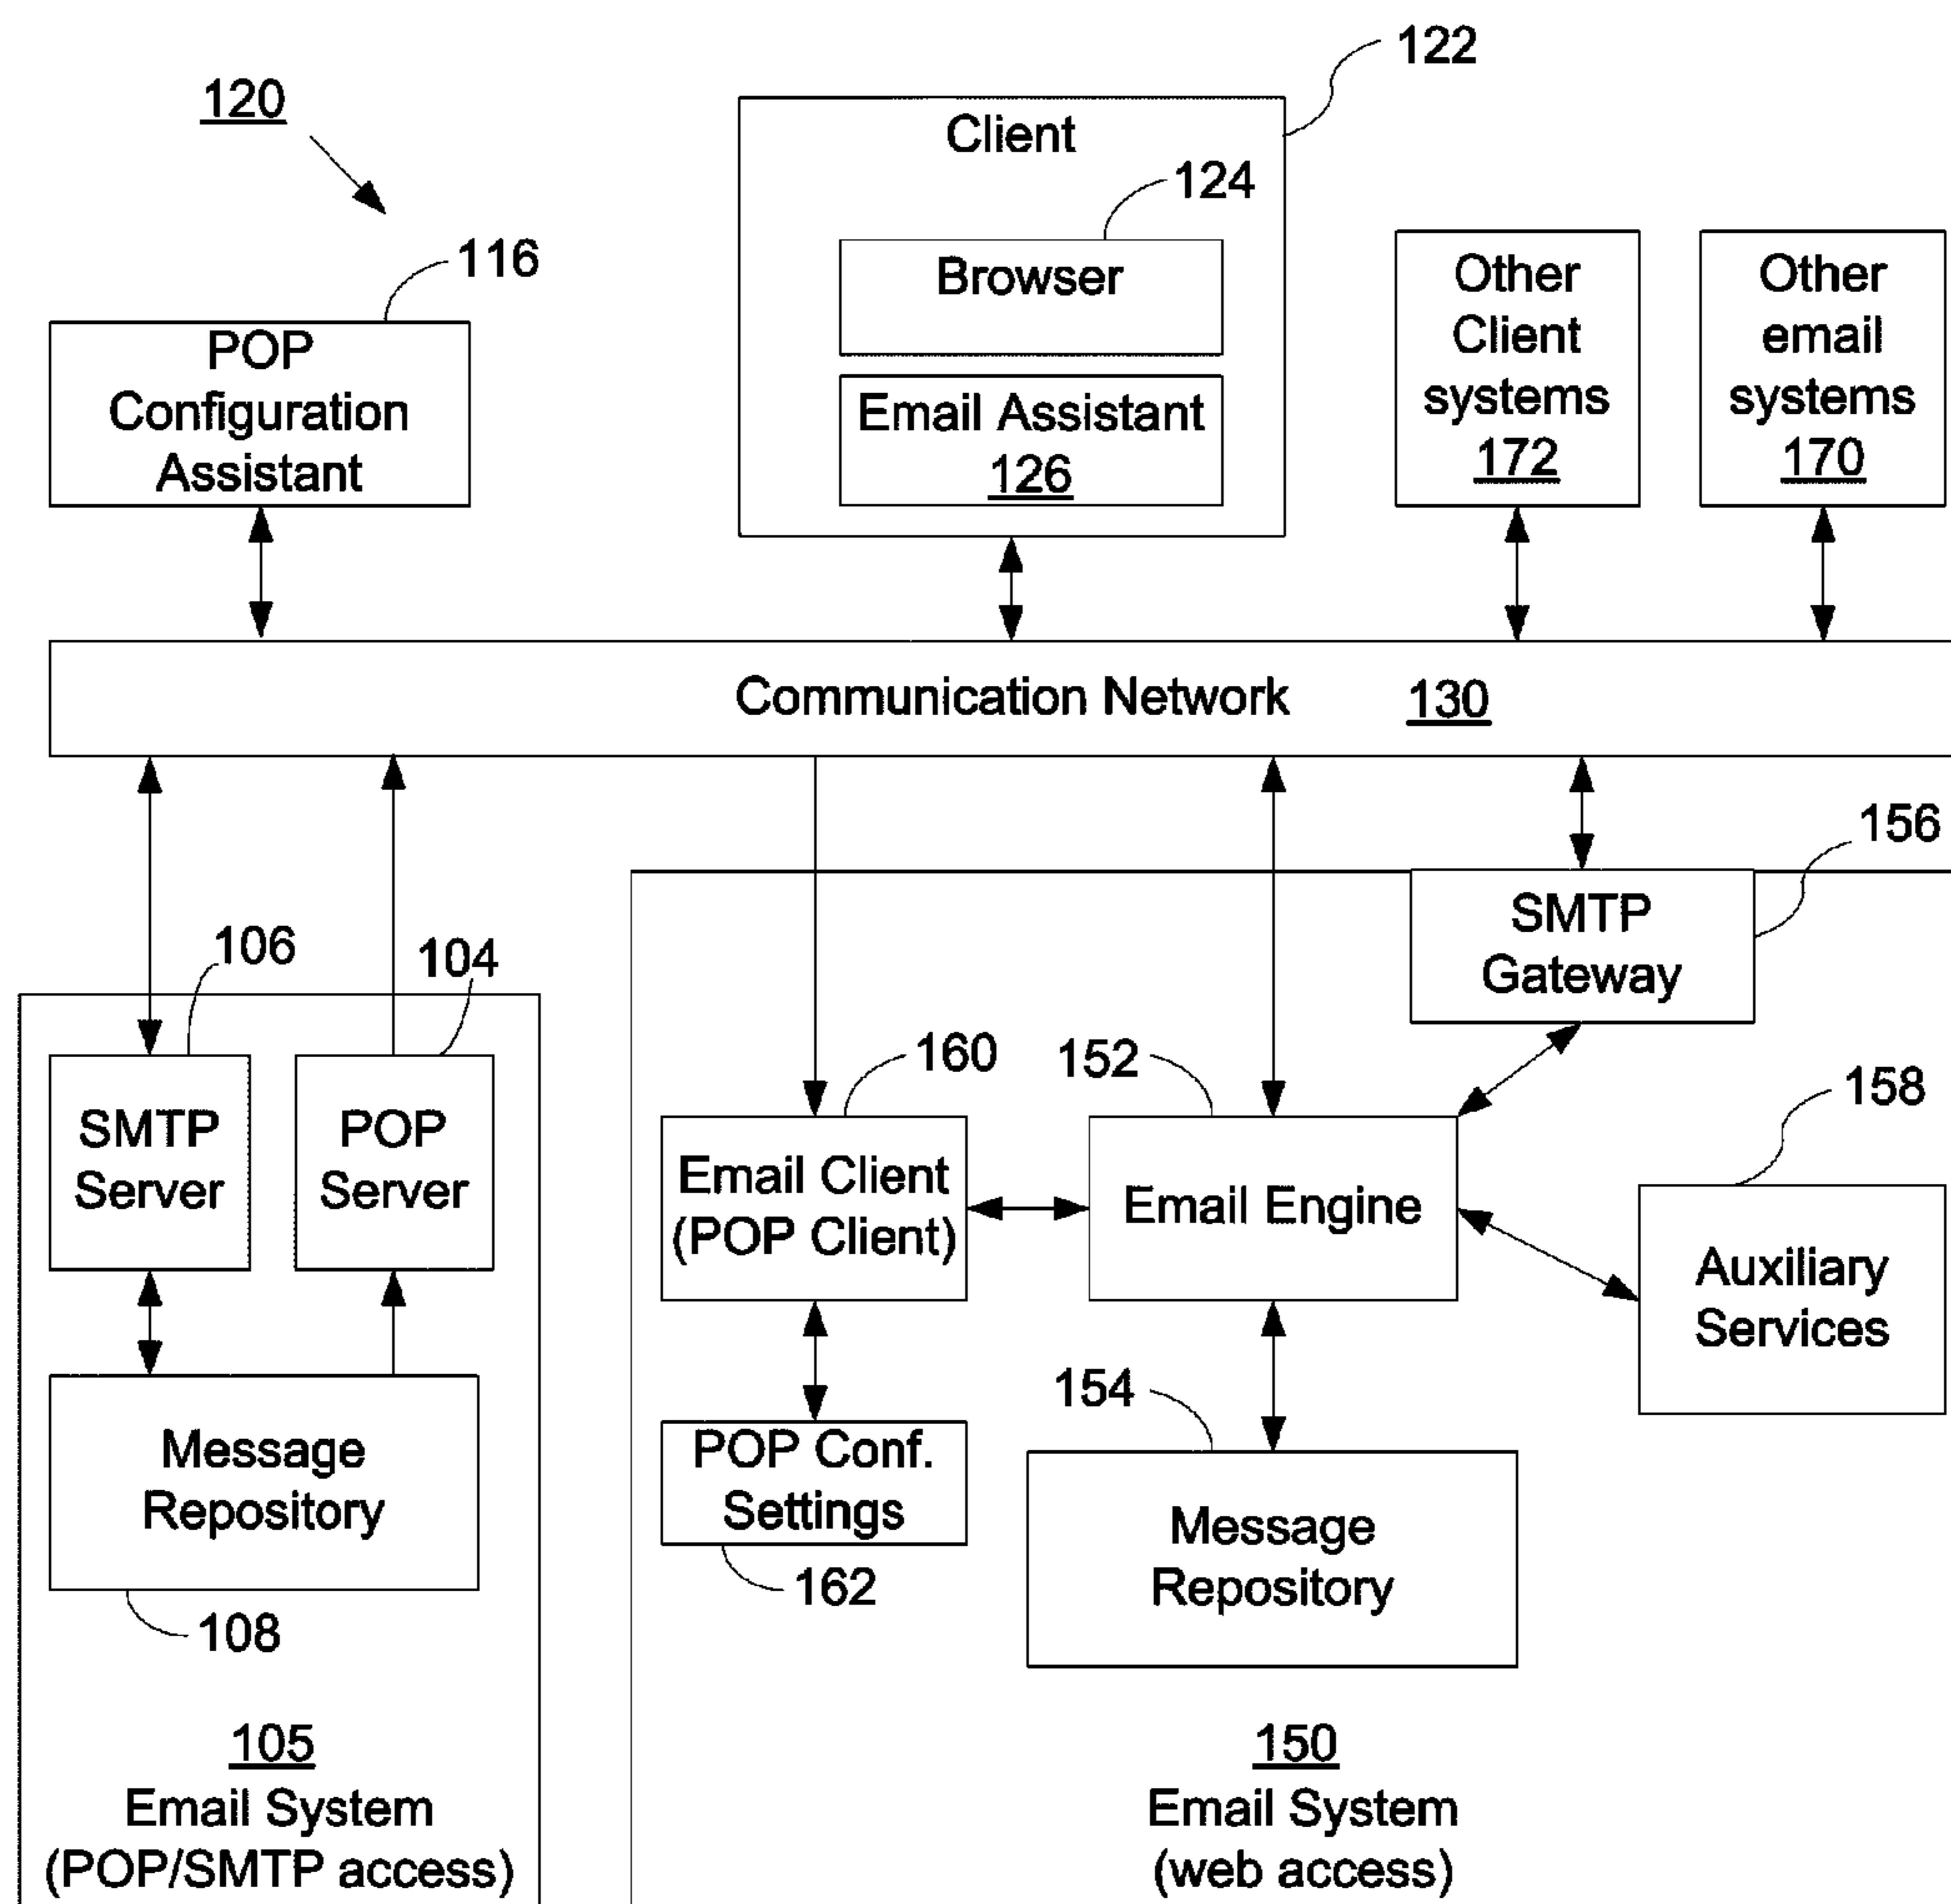 120
122
Client
124
Browser
Email Assistant
126
116
POP
Configuration
Assistant
Other
Client
systems
172
Other
email
systems
170
Communication Network 130
156
SMTP
Gateway
106
104
SMTP
Server
POP
Server
160
152
158
Email Client
(POP Client)
Email Engine
Auxiliary
Services
Message
Repository
108
POP Conf.
Settings
162
154
Message
Repository
105
Email System
(POP/SMTP access)
150
Email System
(web access)